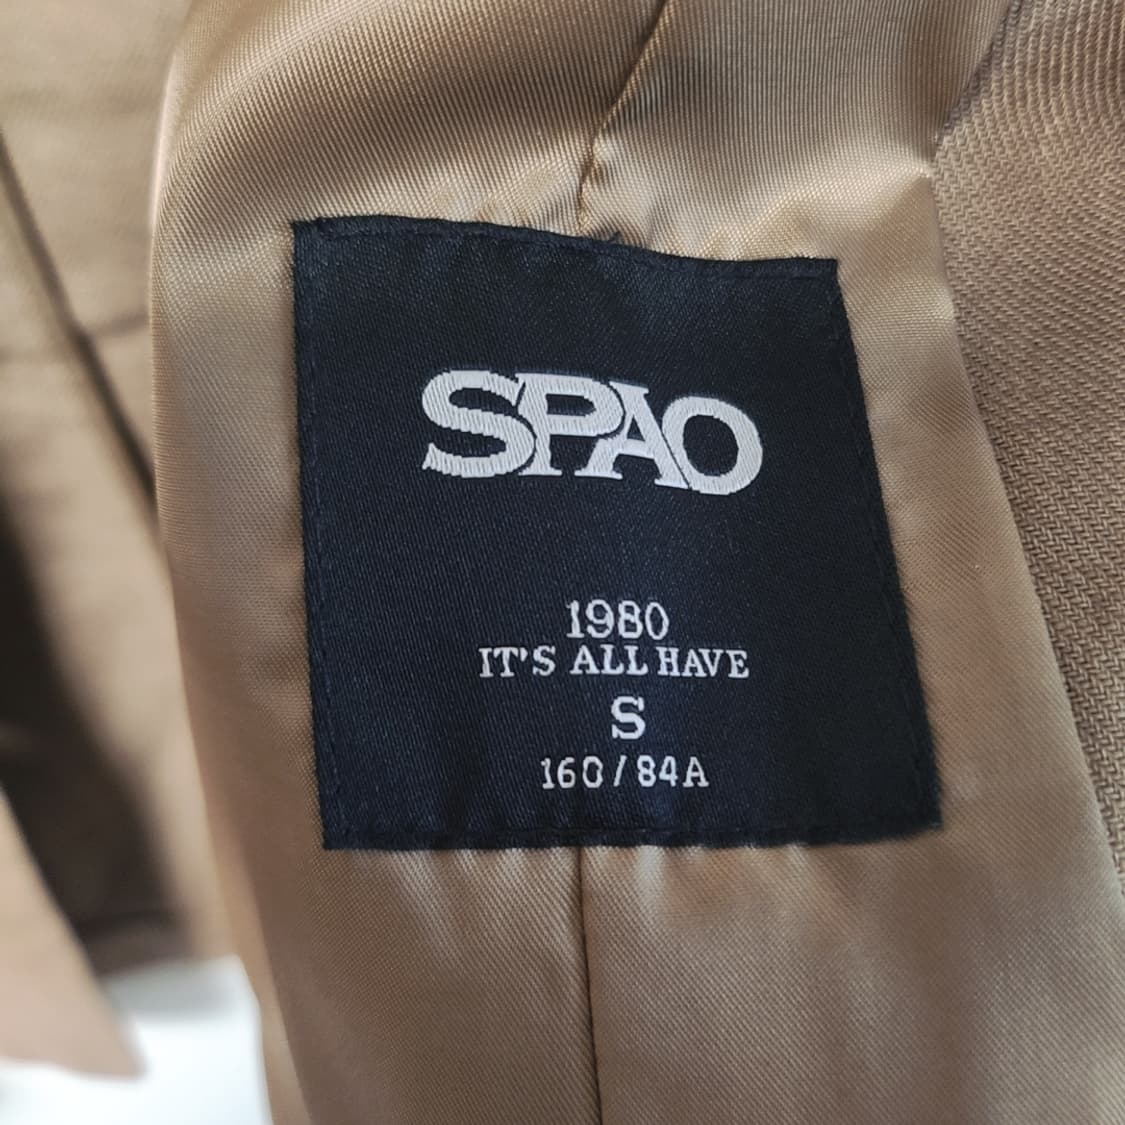 SPAO
1980
IT'S ALL HAVE
S
160/84A